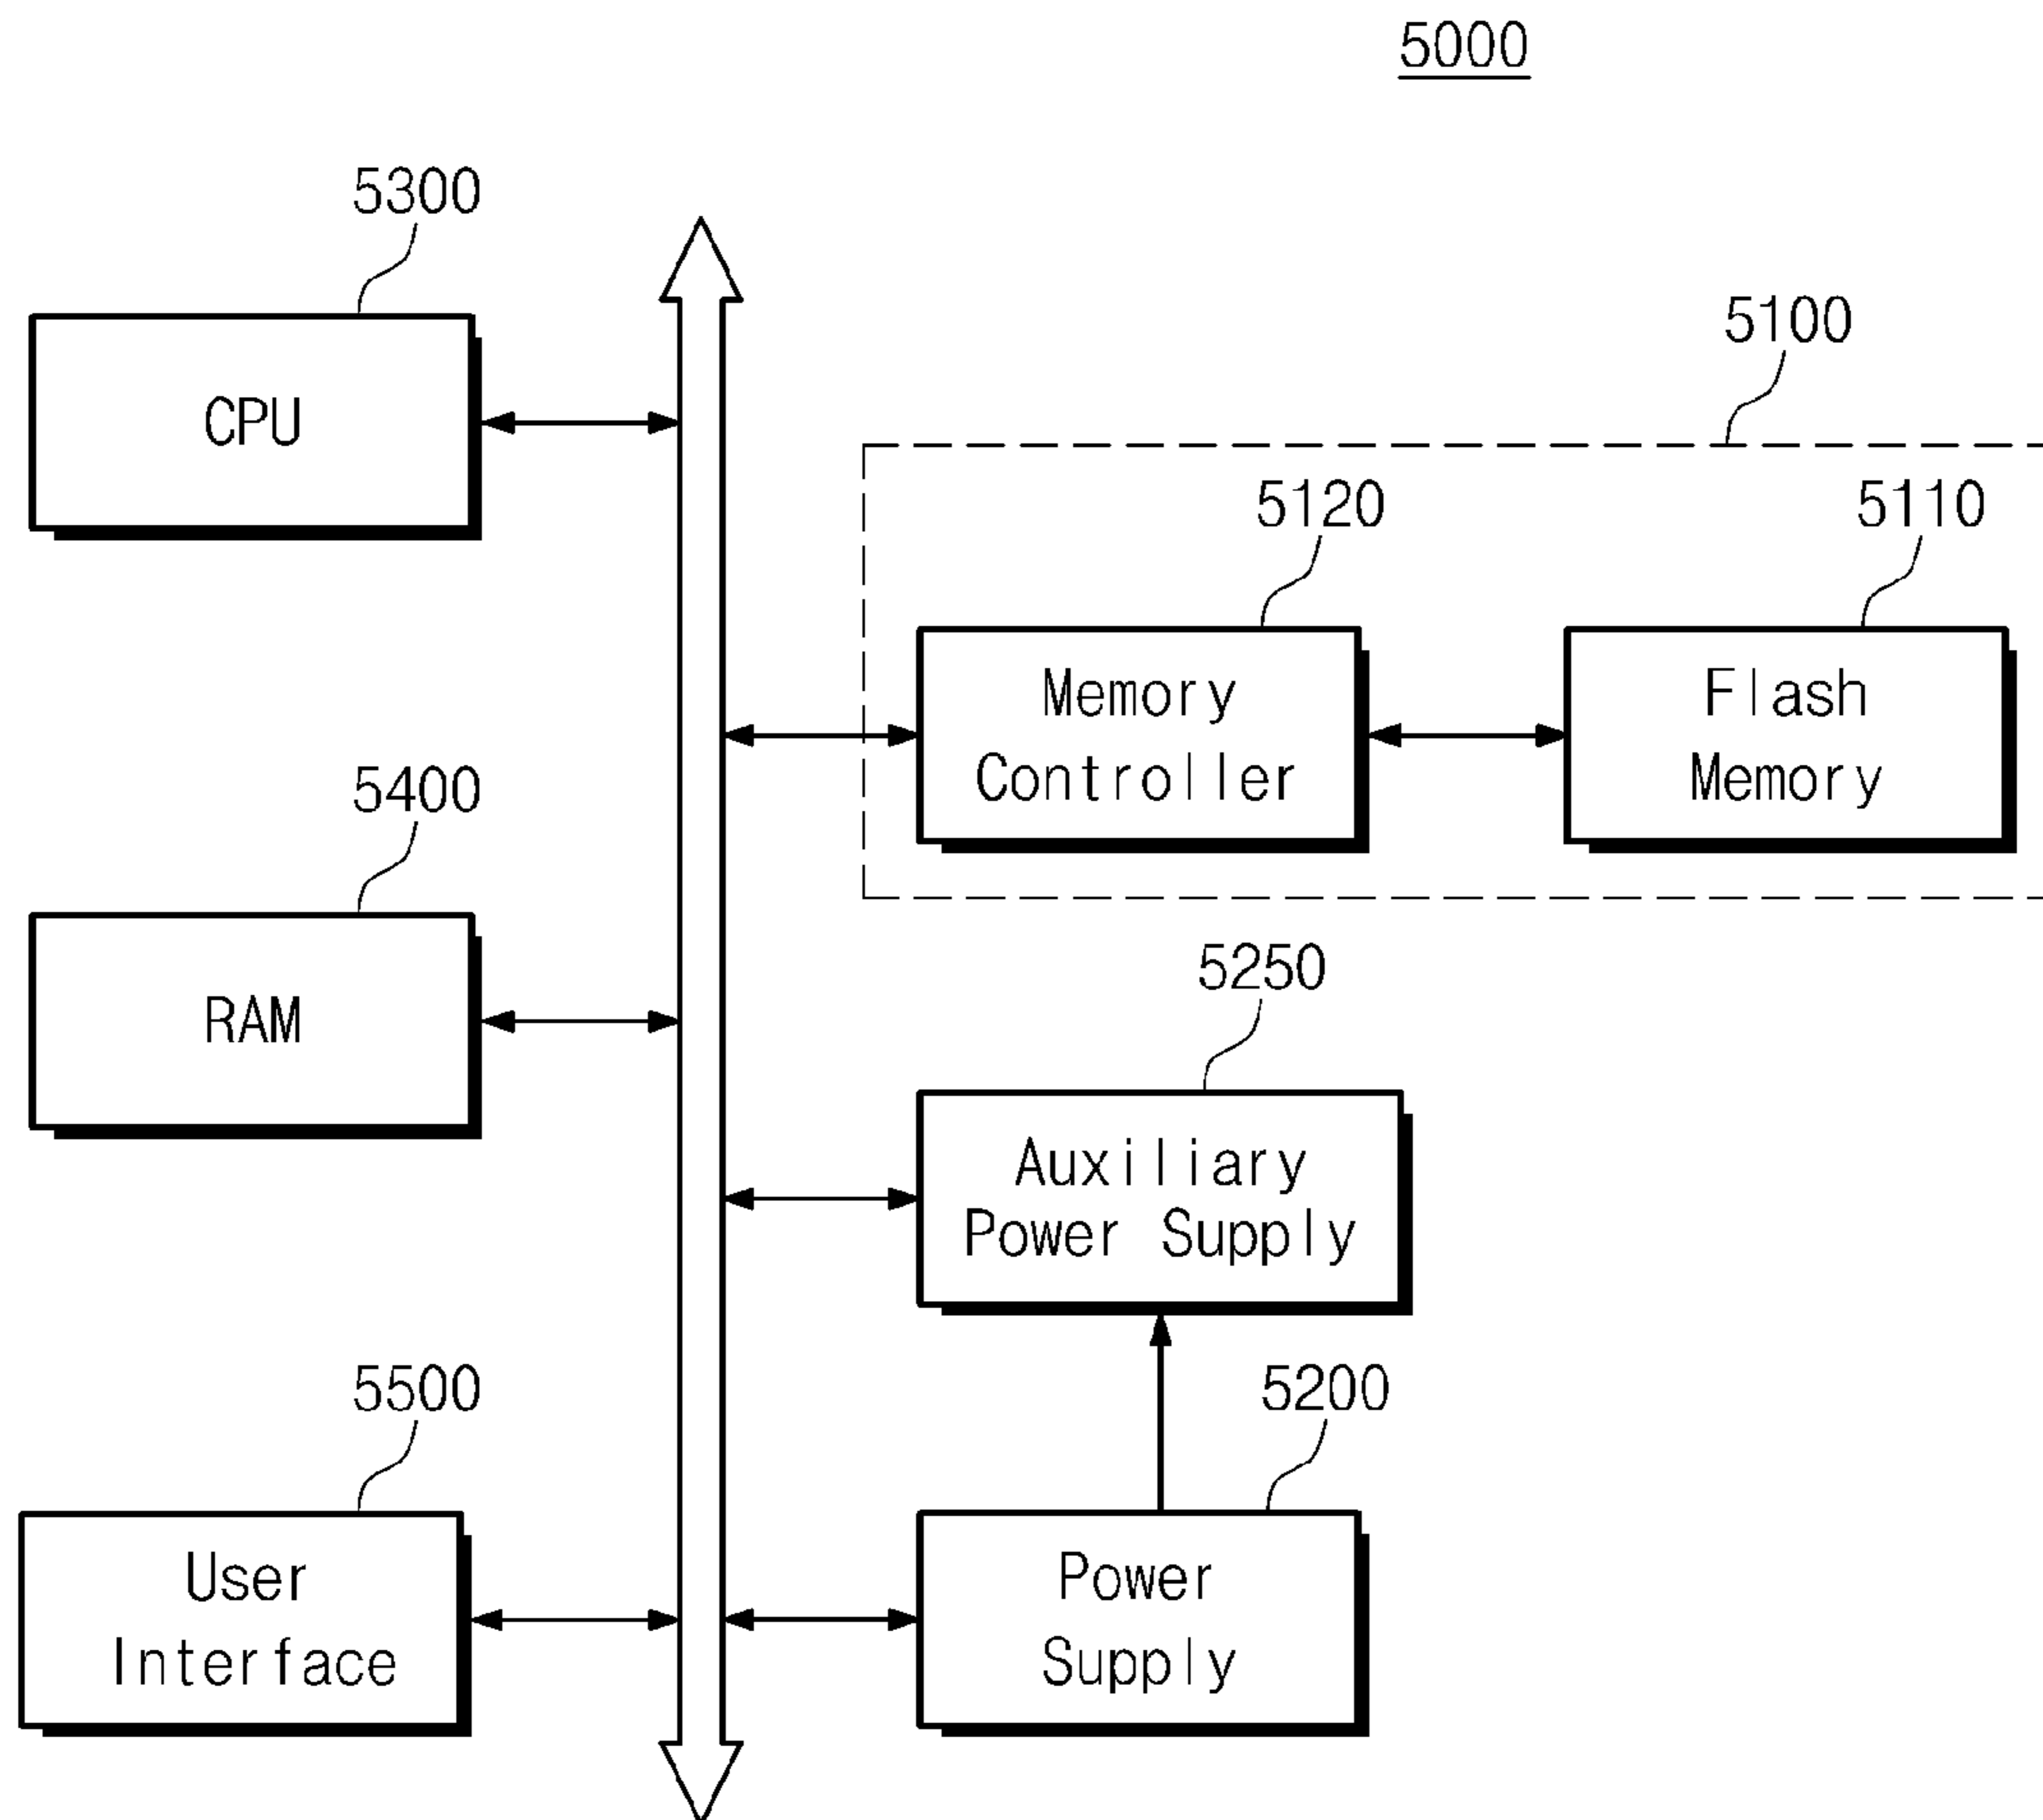 5000
5300
CPU
5100
5120
5110
Memory
Controller
Flash
Memory
5400
RAM
5250
Auxiliary
Power Supply
5500
User
Interface
5200
Power
Supply